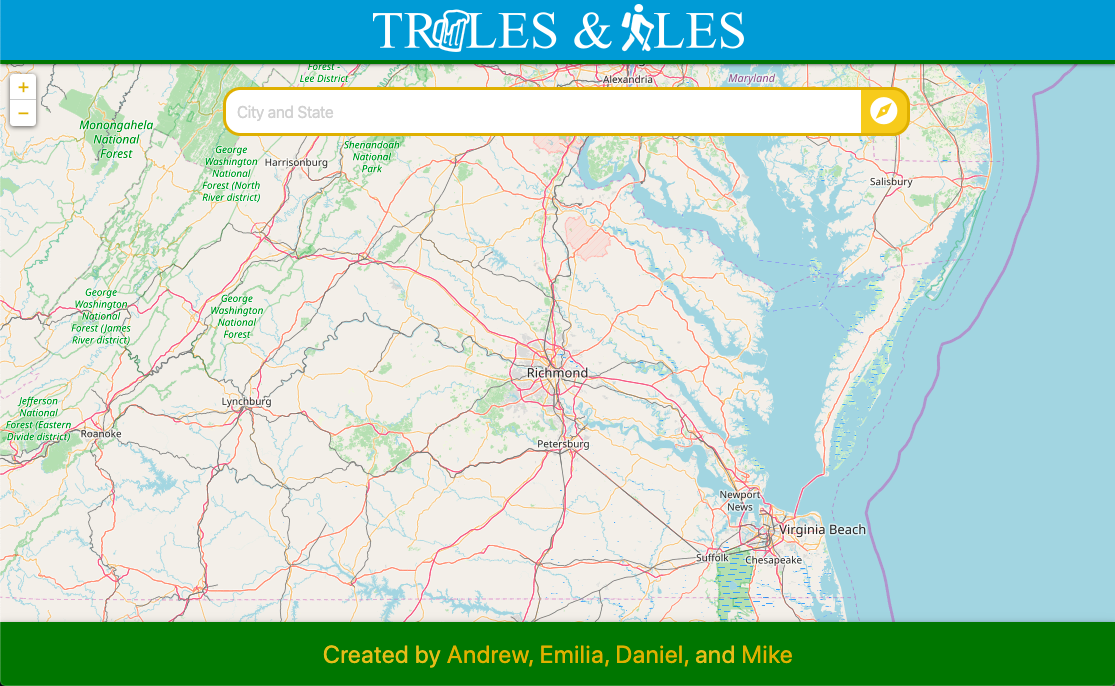 TRAILES & ALES
Forest -
Lee District
Alexandria
Maryland
+
−
City and State
Monongahela
National
Forest
George
Washington
National
Forest (North
River district)
Harrisonburg
Shenandoah
National
Park
Salisbury
George
Washington
National
Forest (James
River district)
George
Washington
National
Forest
Richmond
Jefferson
National
Forest (Eastern
Divide district)
Lynchburg
Roanoke
Petersburg
Newport
News
Virginia Beach
Suffolk
Chesapeake
Created by Andrew, Emilia, Daniel, and Mike